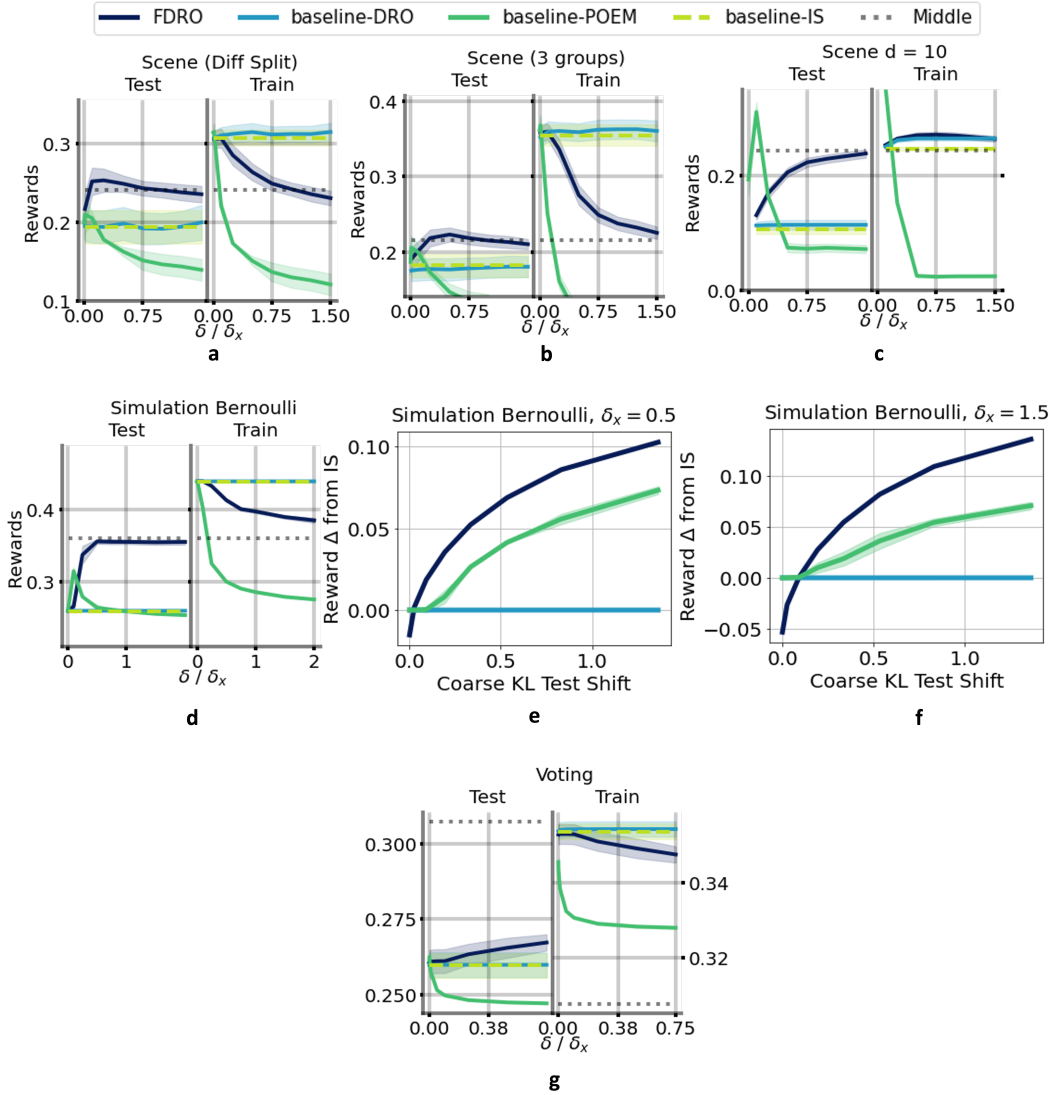 FDRO baseline-DRO baseline-POEM baseline-IS Middle
Scene (Diff Split)
Test Train
Rewards
0.3
0.2
0.1
0.00 0.75 0.00 0.75 1.50
δ / δx
a
Scene (3 groups)
Test Train
Rewards
0.4
0.3
0.2
0.00 0.75 0.00 0.75 1.50
δ / δx
b
Scene d = 10
Test Train
Rewards
0.2
0.0
0.00 0.75 0.00 0.75 1.50
δ / δx
c
Simulation Bernoulli
Test Train
Rewards
0.4
0.3
0 1 0 1 2
δ / δx
d
Simulation Bernoulli, δx = 0.5
Reward Δ from IS
0.10
0.05
0.00
0.0 0.5 1.0
Coarse KL Test Shift
e
Simulation Bernoulli, δx = 1.5
Reward Δ from IS
0.10
0.05
0.00
−0.05
0.0 0.5 1.0
Coarse KL Test Shift
f
Voting
Test Train
Rewards
0.300
0.275
0.250
0.34
0.32
0.00 0.38 0.00 0.38 0.75
δ / δx
g